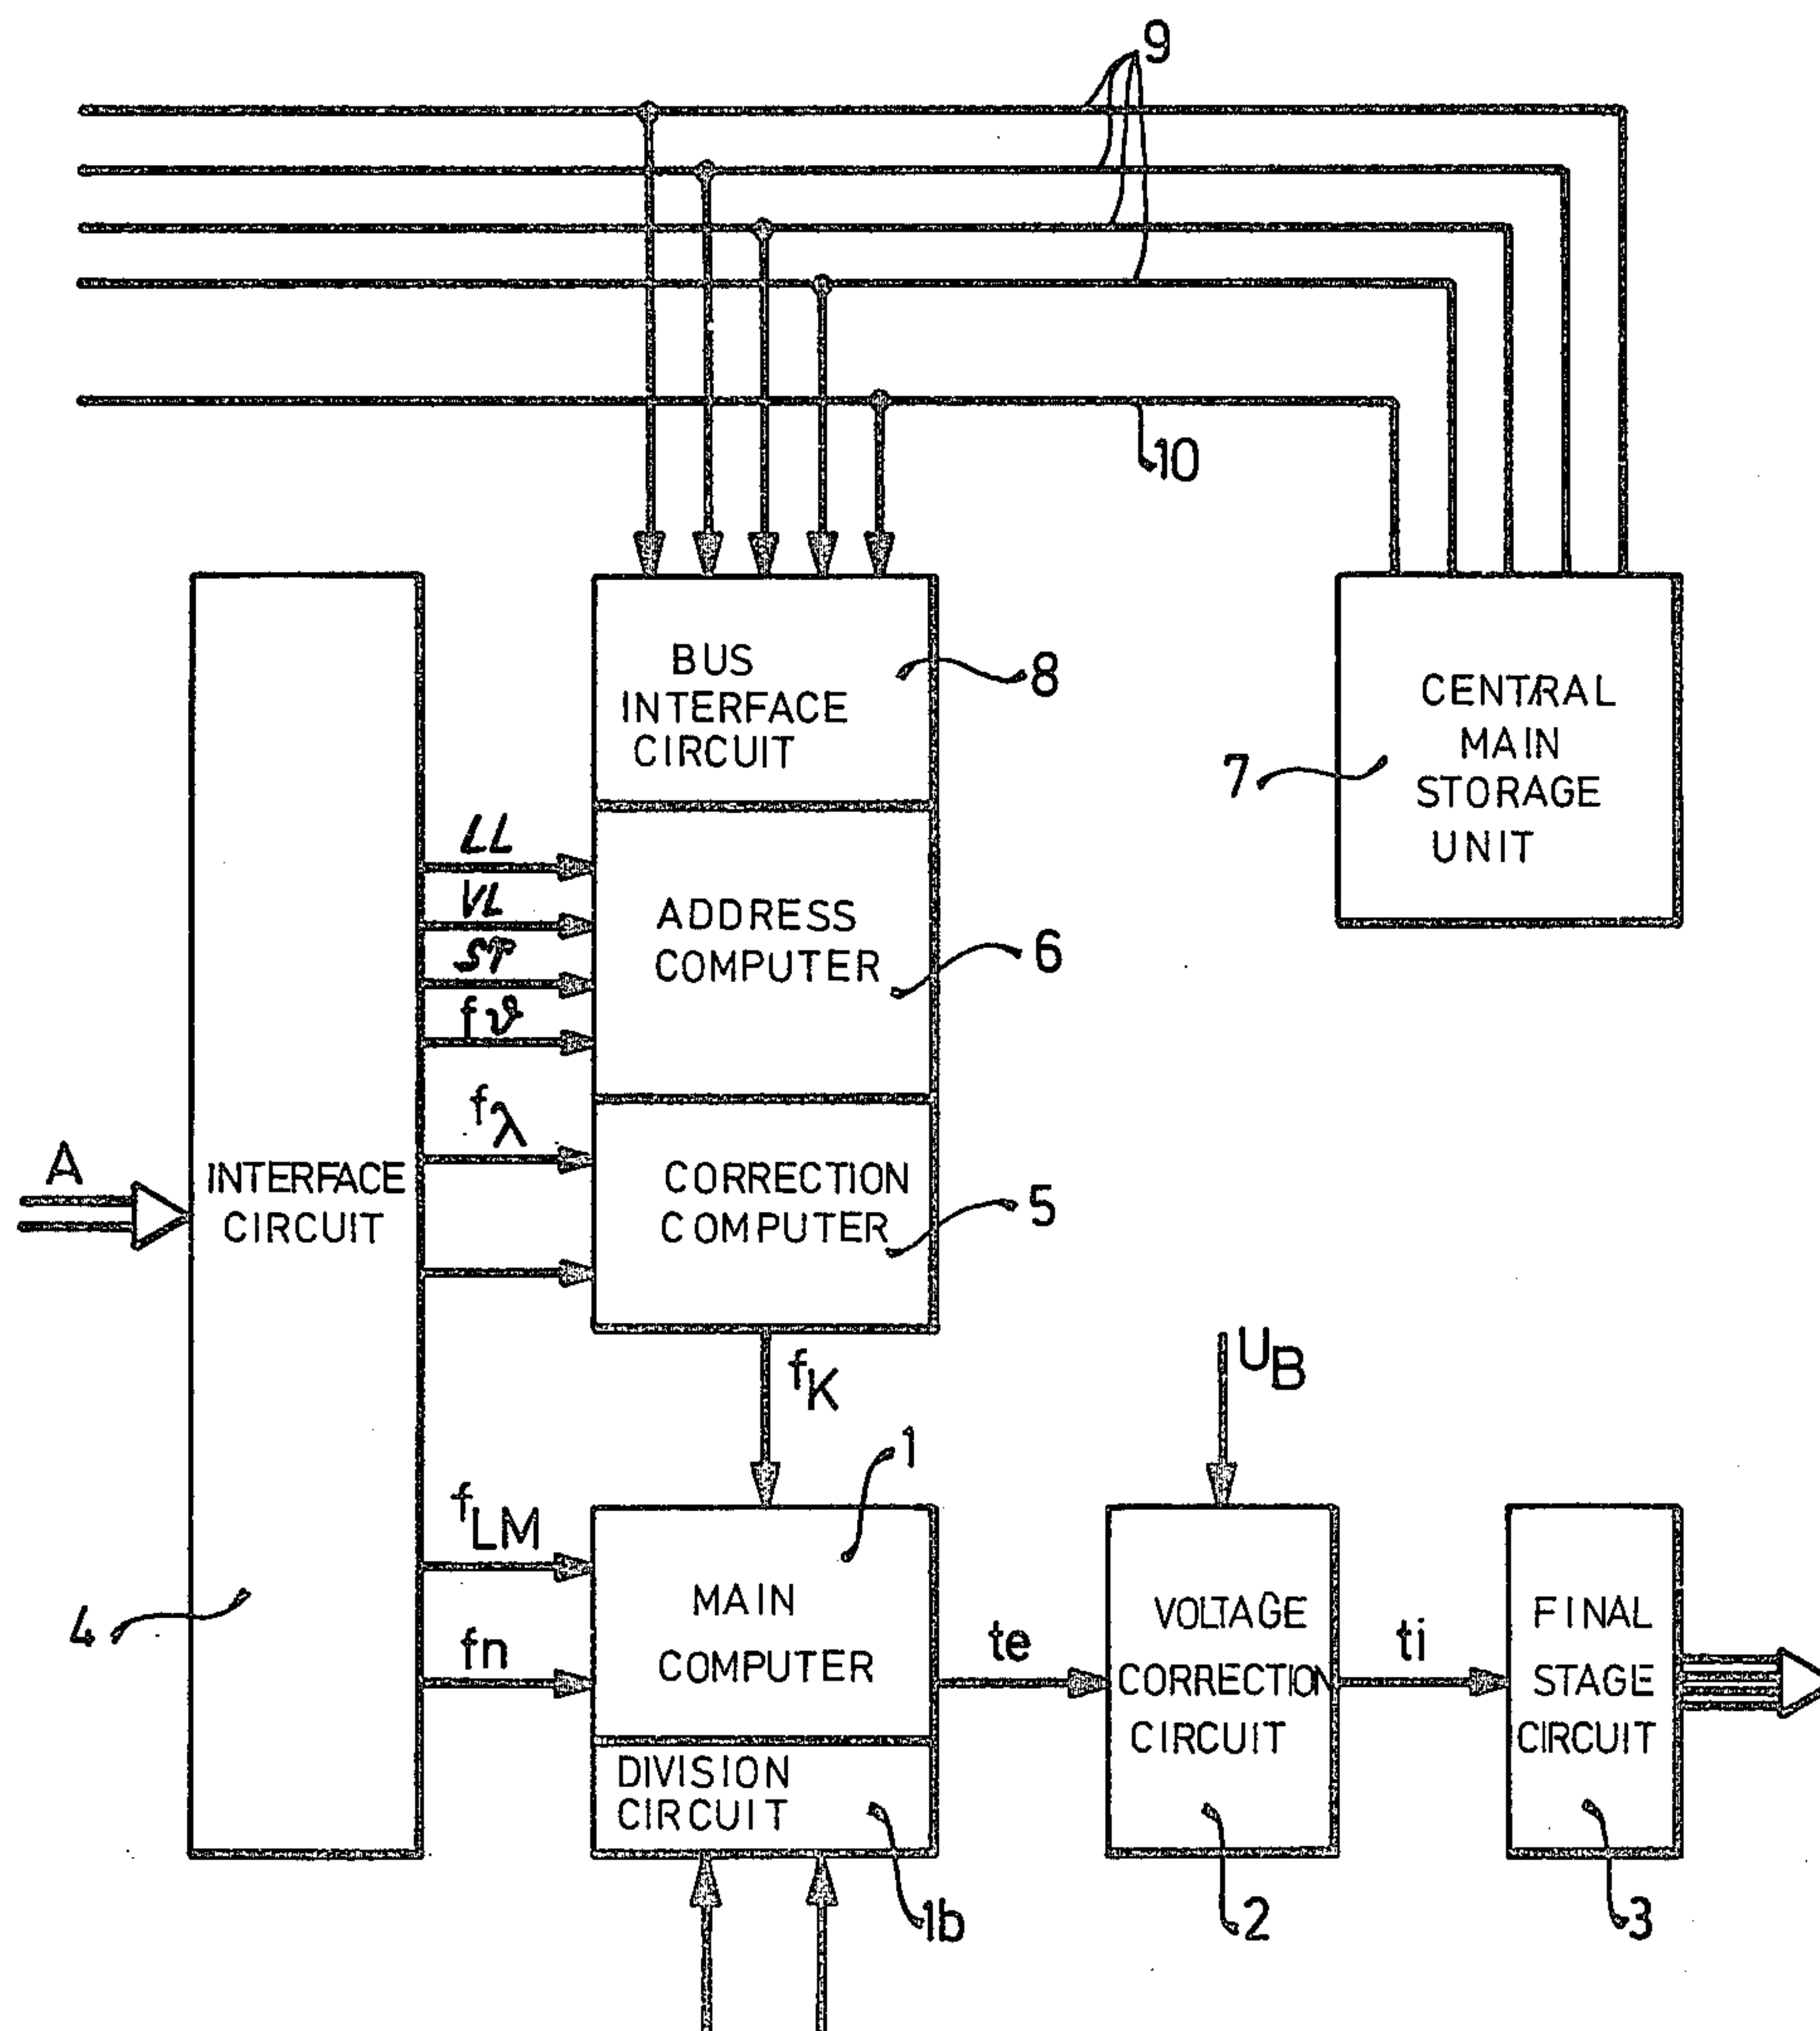 9
10
BUS
INTERFACE
CIRCUIT
8
CENTRAL
MAIN
STORAGE
UNIT
7
LL
VL
ST
fϑ
ADDRESS
COMPUTER
6
fλ
A
INTERFACE
CIRCUIT
CORRECTION
COMPUTER
5
fK
UB
1
fLM
4
fn
MAIN
COMPUTER
te
VOLTAGE
CORRECTION
CIRCUIT
ti
FINAL
STAGE
CIRCUIT
DIVISION
CIRCUIT
1b
2
3